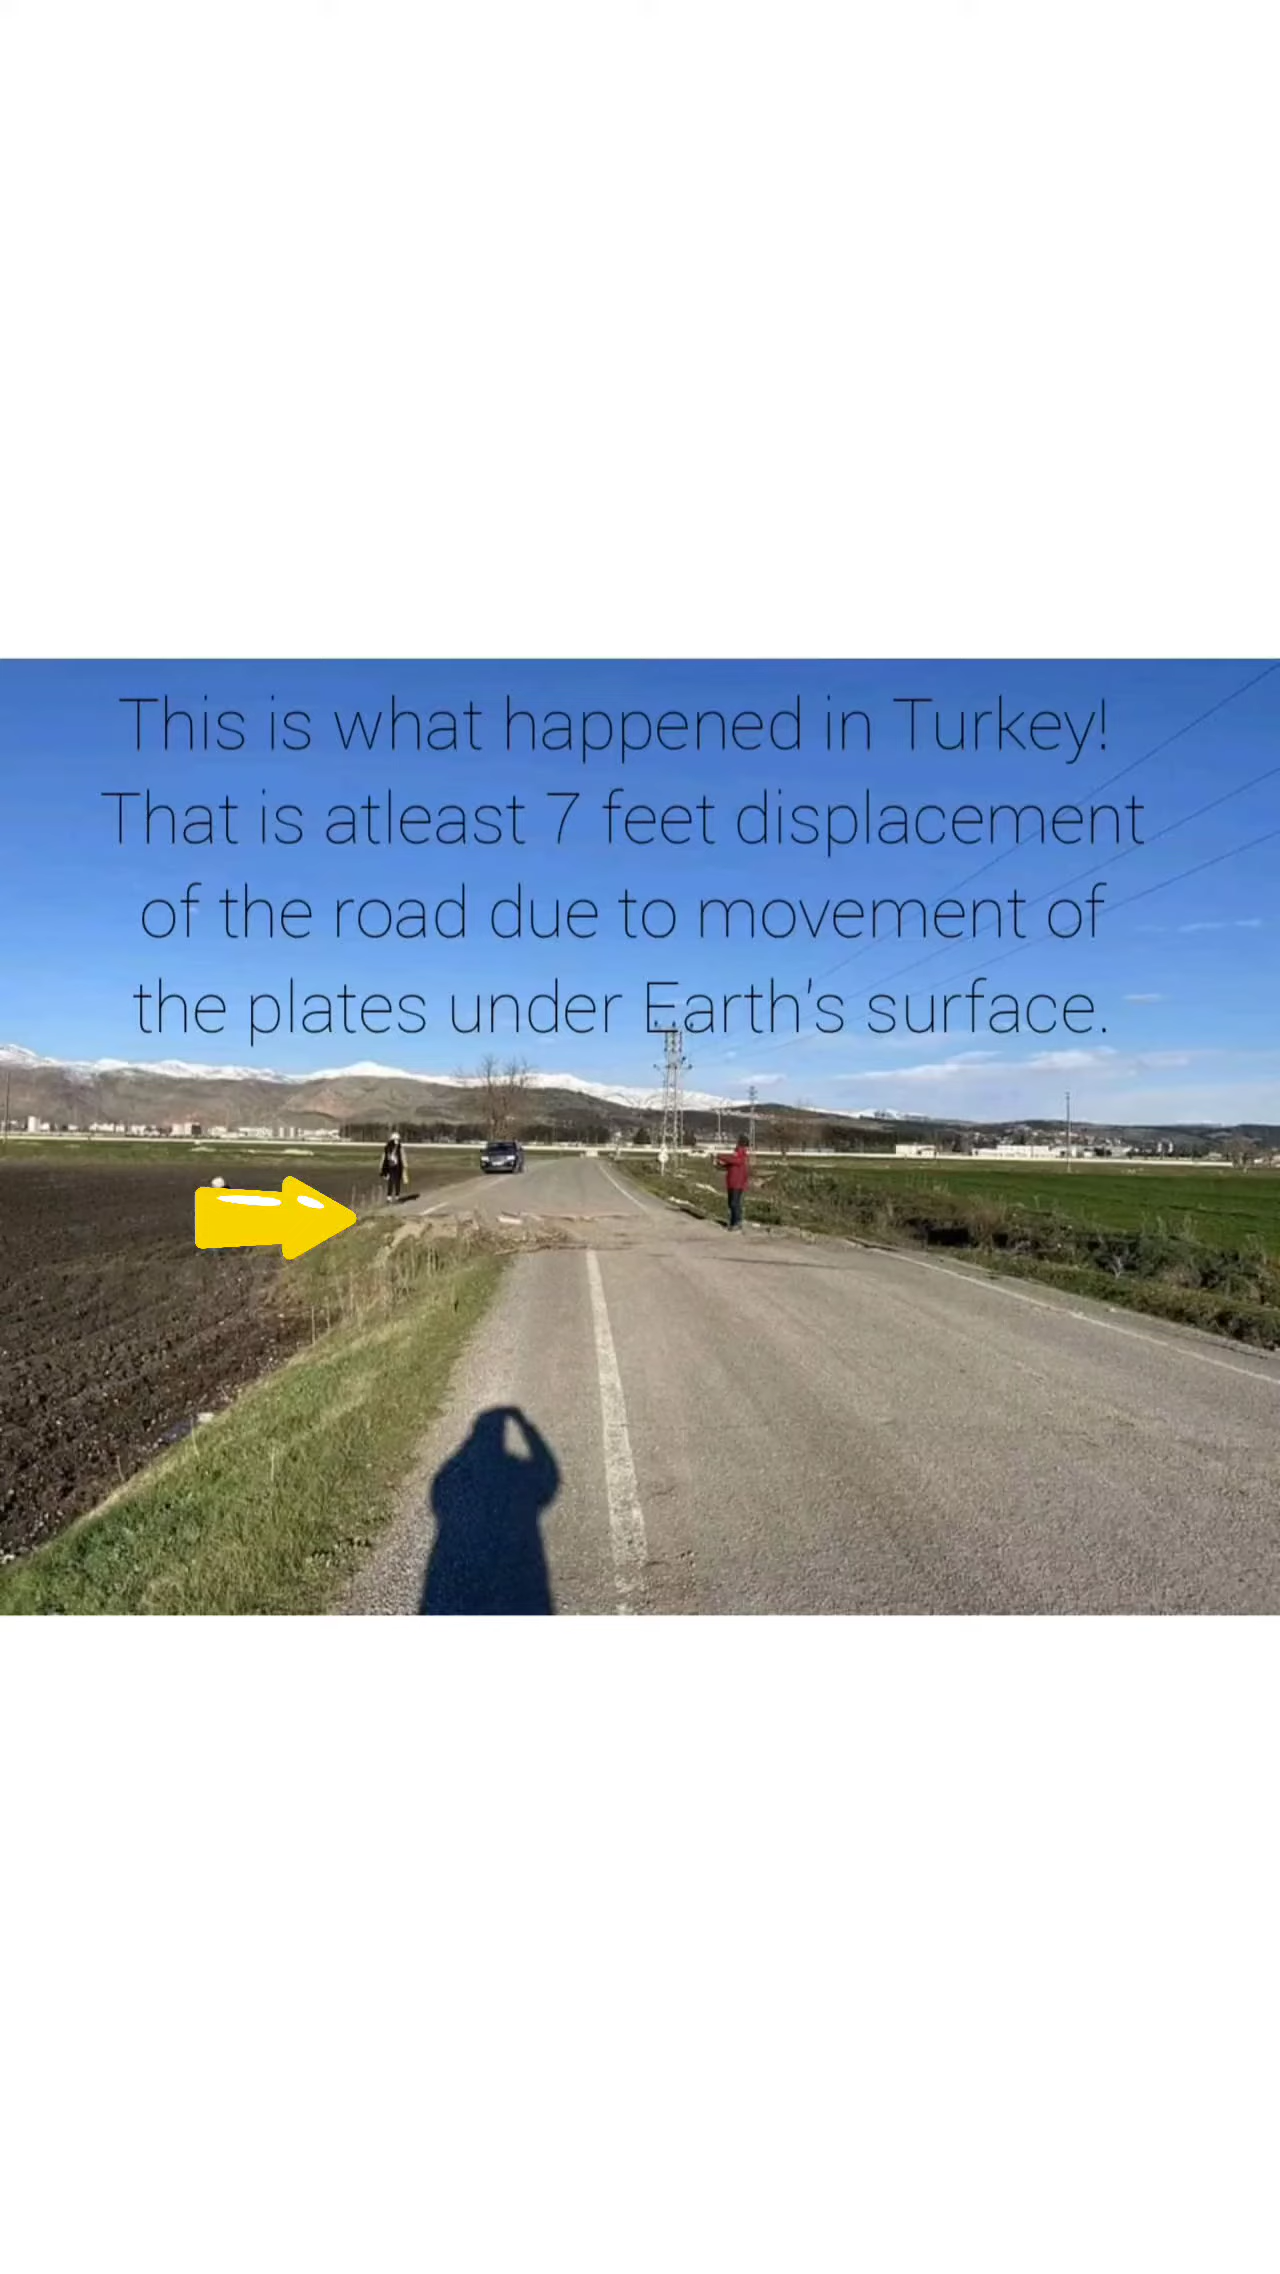 This is what happened in Turkey!
That is atleast 7 feet displacement
of the road due to movement of
the plates under Earth's surface.